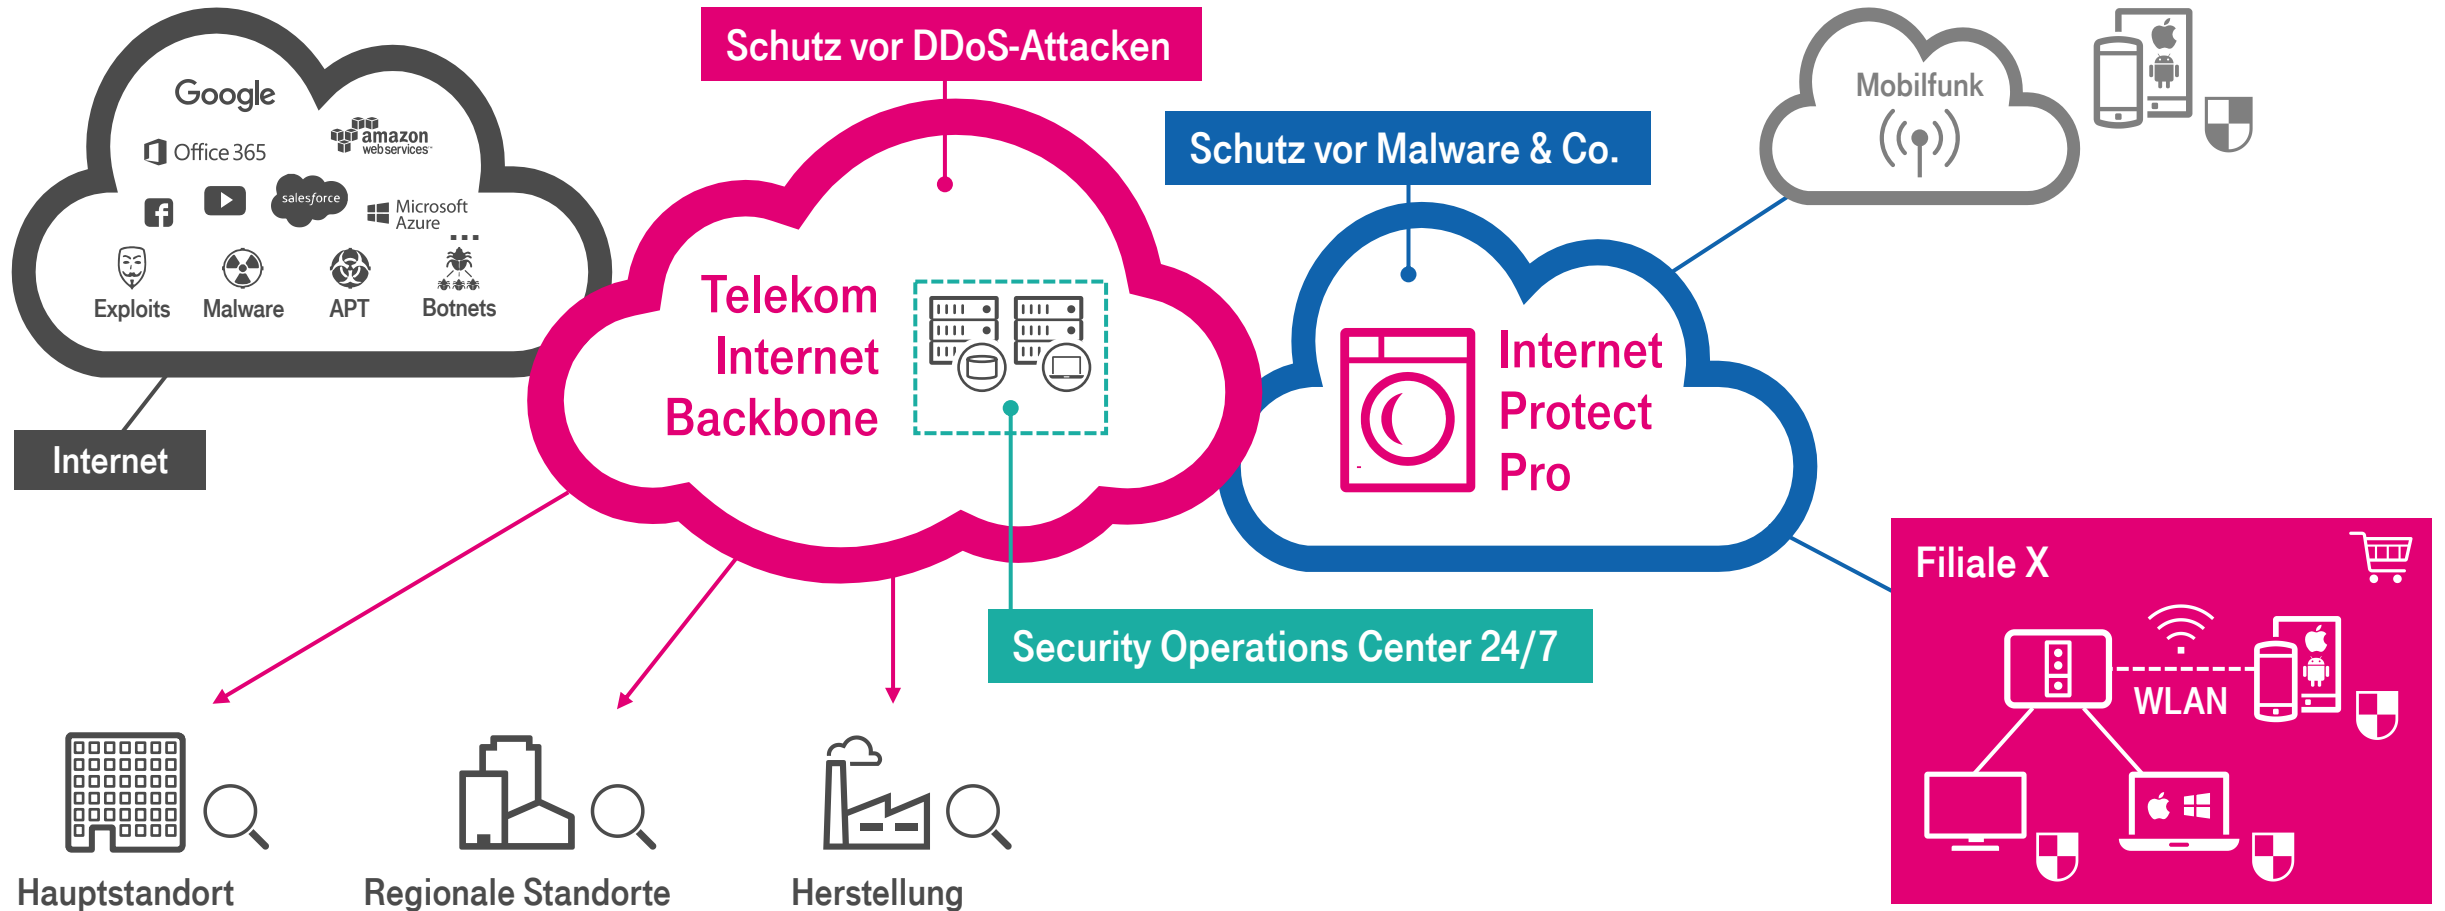 Google
Office 365
amazon
webservices™
salesforce
Microsoft
Azure
Exploits
Malware
APT
Botnets
Internet
Schutz vor DDoS-Attacken
Telekom
Internet
Backbone
Schutz vor Malware & Co.
Internet
Protect
Pro
Mobilfunk
Security Operations Center 24/7
Filiale X
WLAN
Hauptstandort
Regionale Standorte
Herstellung